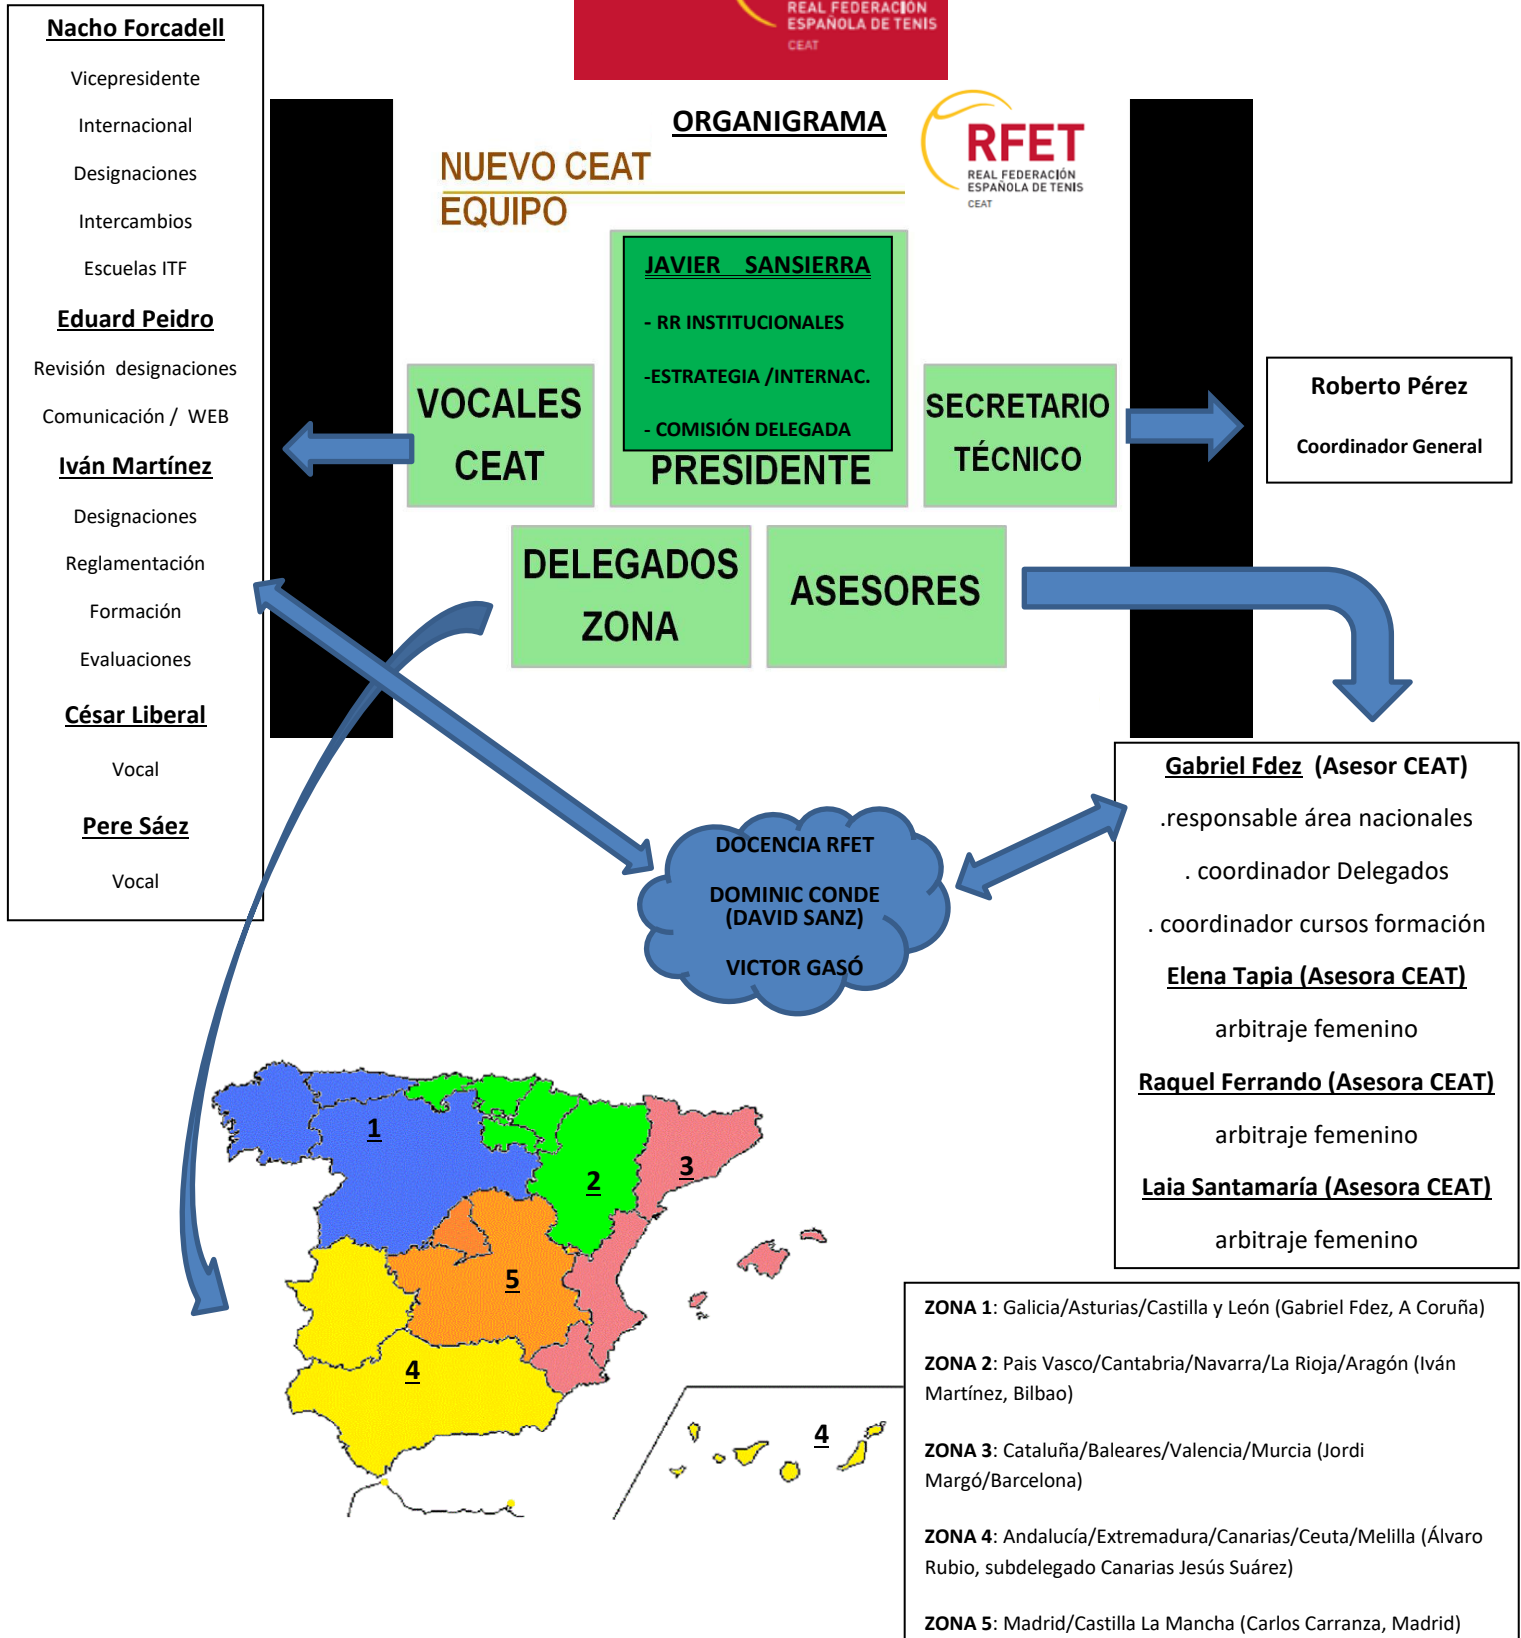 REAL FEDERACIÓN
ESPAÑOLA DE TENIS
CEAT
ORGANIGRAMA
NUEVO CEAT
EQUIPO
RFET
REAL FEDERACIÓN
ESPAÑOLA DE TENIS
CEAT
Nacho Forcadell
Vicepresidente
Internacional
Designaciones
Intercambios
Escuelas ITF
Eduard Peidro
Revisión designaciones
Comunicación / WEB
Iván Martínez
Designaciones
Reglamentación
Formación
Evaluaciones
César Liberal
Vocal
Pere Sáez
Vocal
JAVIER SANSIERRA
- RR INSTITUCIONALES
-ESTRATEGIA /INTERNAC.
- COMISIÓN DELEGADA
PRESIDENTE
VOCALES
CEAT
SECRETARIO
TÉCNICO
Roberto Pérez
Coordinador General
DELEGADOS
ZONA
ASESORES
DOCENCIA RFET
DOMINIC CONDE
(DAVID SANZ)
VICTOR GASÓ
Gabriel Fdez (Asesor CEAT)
.responsable área nacionales
. coordinador Delegados
. coordinador cursos formación
Elena Tapia (Asesora CEAT)
arbitraje femenino
Raquel Ferrando (Asesora CEAT)
arbitraje femenino
Laia Santamaría (Asesora CEAT)
arbitraje femenino
1
2
3
5
4
4
ZONA 1: Galicia/Asturias/Castilla y León (Gabriel Fdez, A Coruña)
ZONA 2: Pais Vasco/Cantabria/Navarra/La Rioja/Aragón (Iván
Martínez, Bilbao)
ZONA 3: Cataluña/Baleares/Valencia/Murcia (Jordi
Margó/Barcelona)
ZONA 4: Andalucía/Extremadura/Canarias/Ceuta/Melilla (Álvaro
Rubio, subdelegado Canarias Jesús Suárez)
ZONA 5: Madrid/Castilla La Mancha (Carlos Carranza, Madrid)